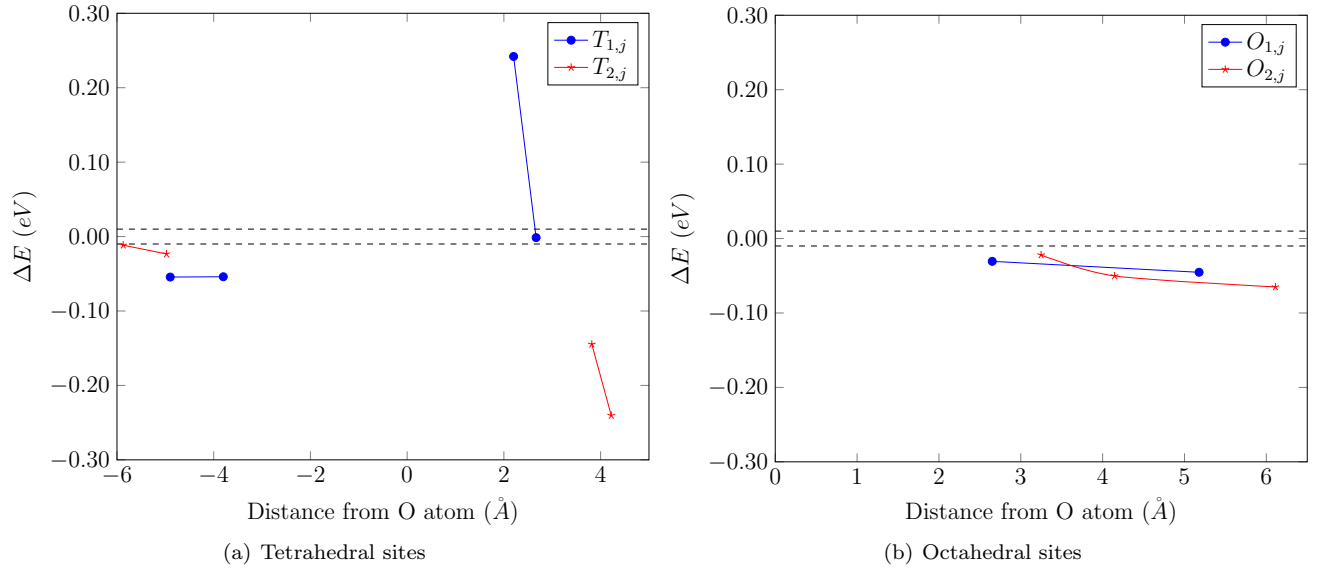 0.30
0.20
0.10
0.00
−0.10
−0.20
−0.30
ΔE (eV)
−6 −4 −2 0 2 4
Distance from O atom (Å)
T1,j
T2,j
(a) Tetrahedral sites
0.30
0.20
0.10
0.00
−0.10
−0.20
−0.30
ΔE (eV)
0 1 2 3 4 5 6
Distance from O atom (Å)
O1,j
O2,j
(b) Octahedral sites